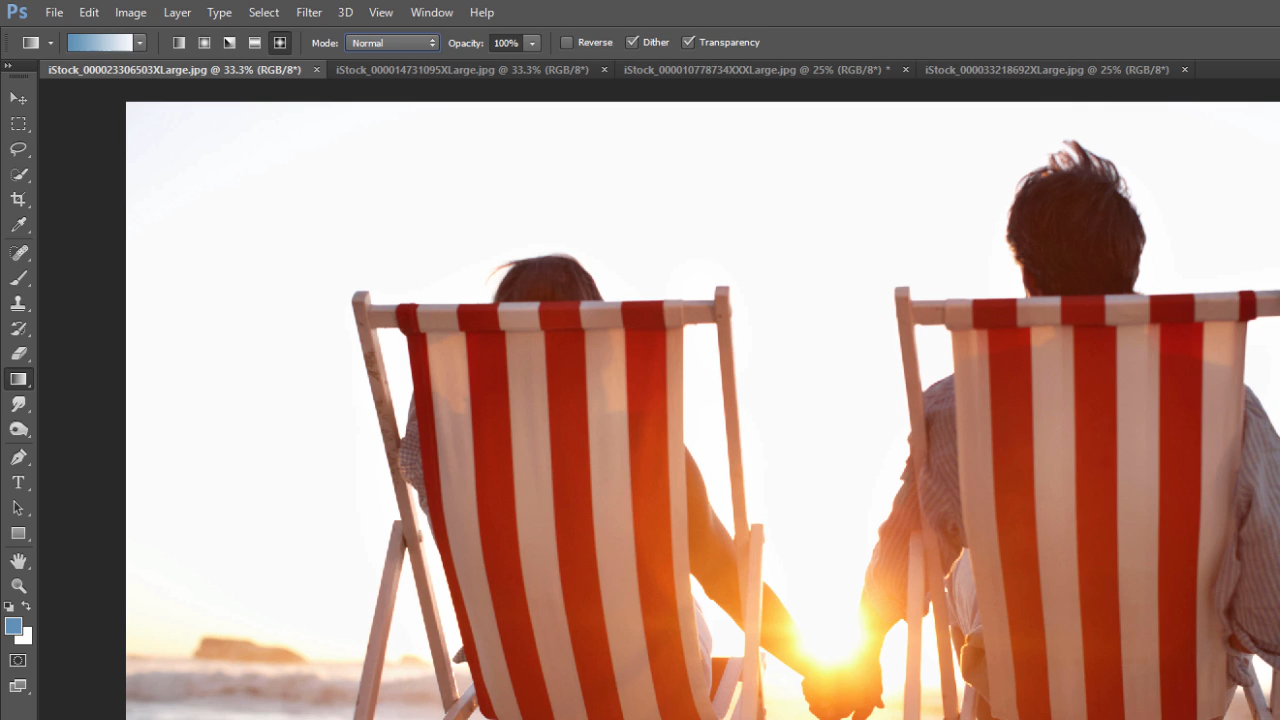 Ps File Edit Image Layer Type Select Filter 3D View Window Help
Mode: Normal Opacity: 100% Reverse Dither Transparency
iStock_000023306503XLarge.jpg @ 33.3% (RGB/8*) × iStock_000014731095XLarge.jpg @ 33.3% (RGB/8*) × iStock_000010778734XXXLarge.jpg @ 25% (RGB/8*) * × iStock_000033218692XLarge.jpg @ 25% (RGB/8*) ×
T